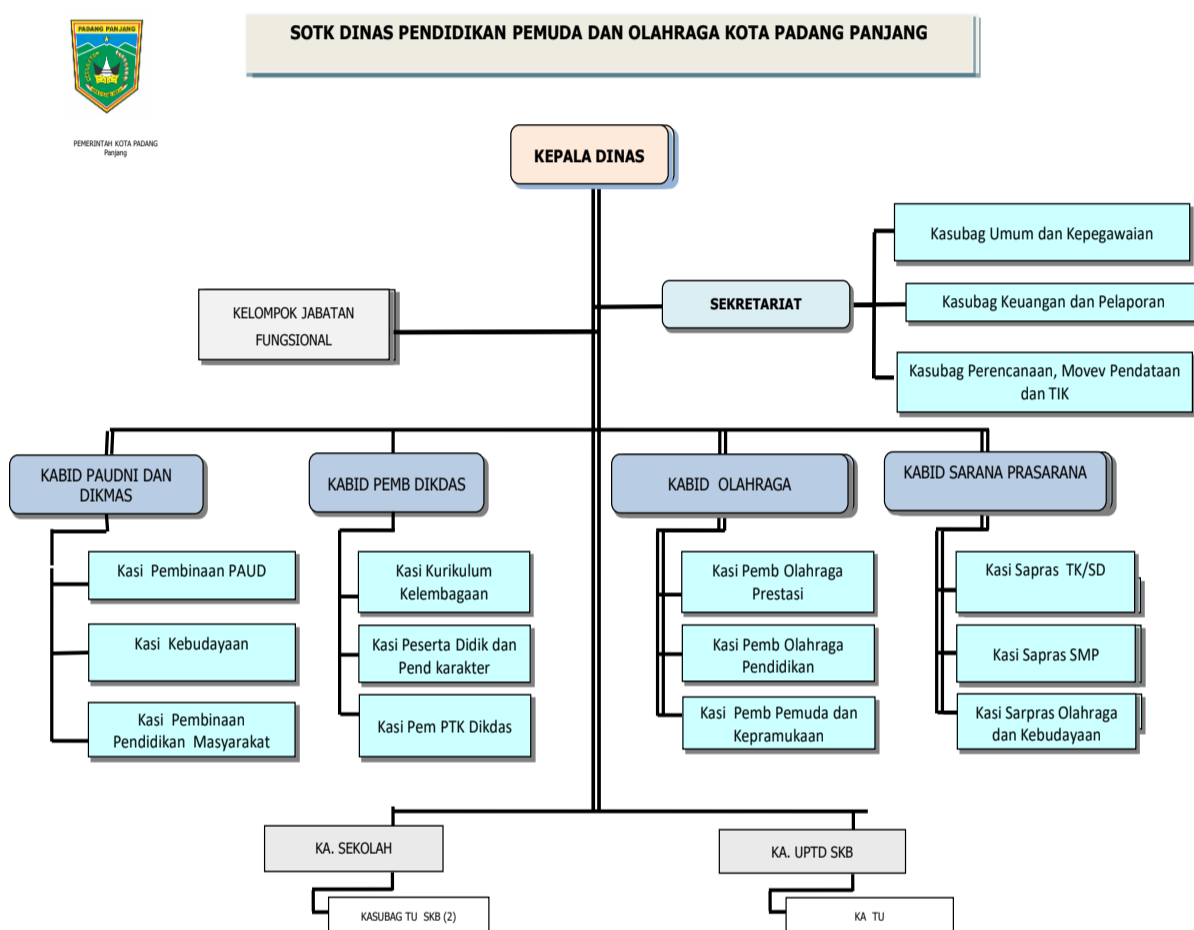 SOTK DINAS PENDIDIKAN PEMUDA DAN OLAHRAGA KOTA PADANG PANJANG
PADANG PANJANG
PEMERINTAH KOTA PADANG
Panjang
KEPALA DINAS
Kasubag Umum dan Kepegawaian
SEKRETARIAT
Kasubag Keuangan dan Pelaporan
KELOMPOK JABATAN
FUNGSIONAL
Kasubag Perencanaan, Movev Pendataan
dan TIK
KABID PAUDNI DAN
DIKMAS
KABID PEMB DIKDAS
KABID OLAHRAGA
KABID SARANA PRASARANA
Kasi Pembinaan PAUD
Kasi Kebudayaan
Kasi Pembinaan
Pendidikan Masyarakat
Kasi Kurikulum
Kelembagaan
Kasi Peserta Didik dan
Pend karakter
Kasi Pem PTK Dikdas
Kasi Pemb Olahraga
Prestasi
Kasi Pemb Olahraga
Pendidikan
Kasi Pemb Pemuda dan
Kepramukaan
Kasi Sapras TK/SD
Kasi Sapras SMP
Kasi Sarpras Olahraga
dan Kebudayaan
KA. SEKOLAH
KA. UPTD SKB
KASUBAG TU SKB (2)
KA TU